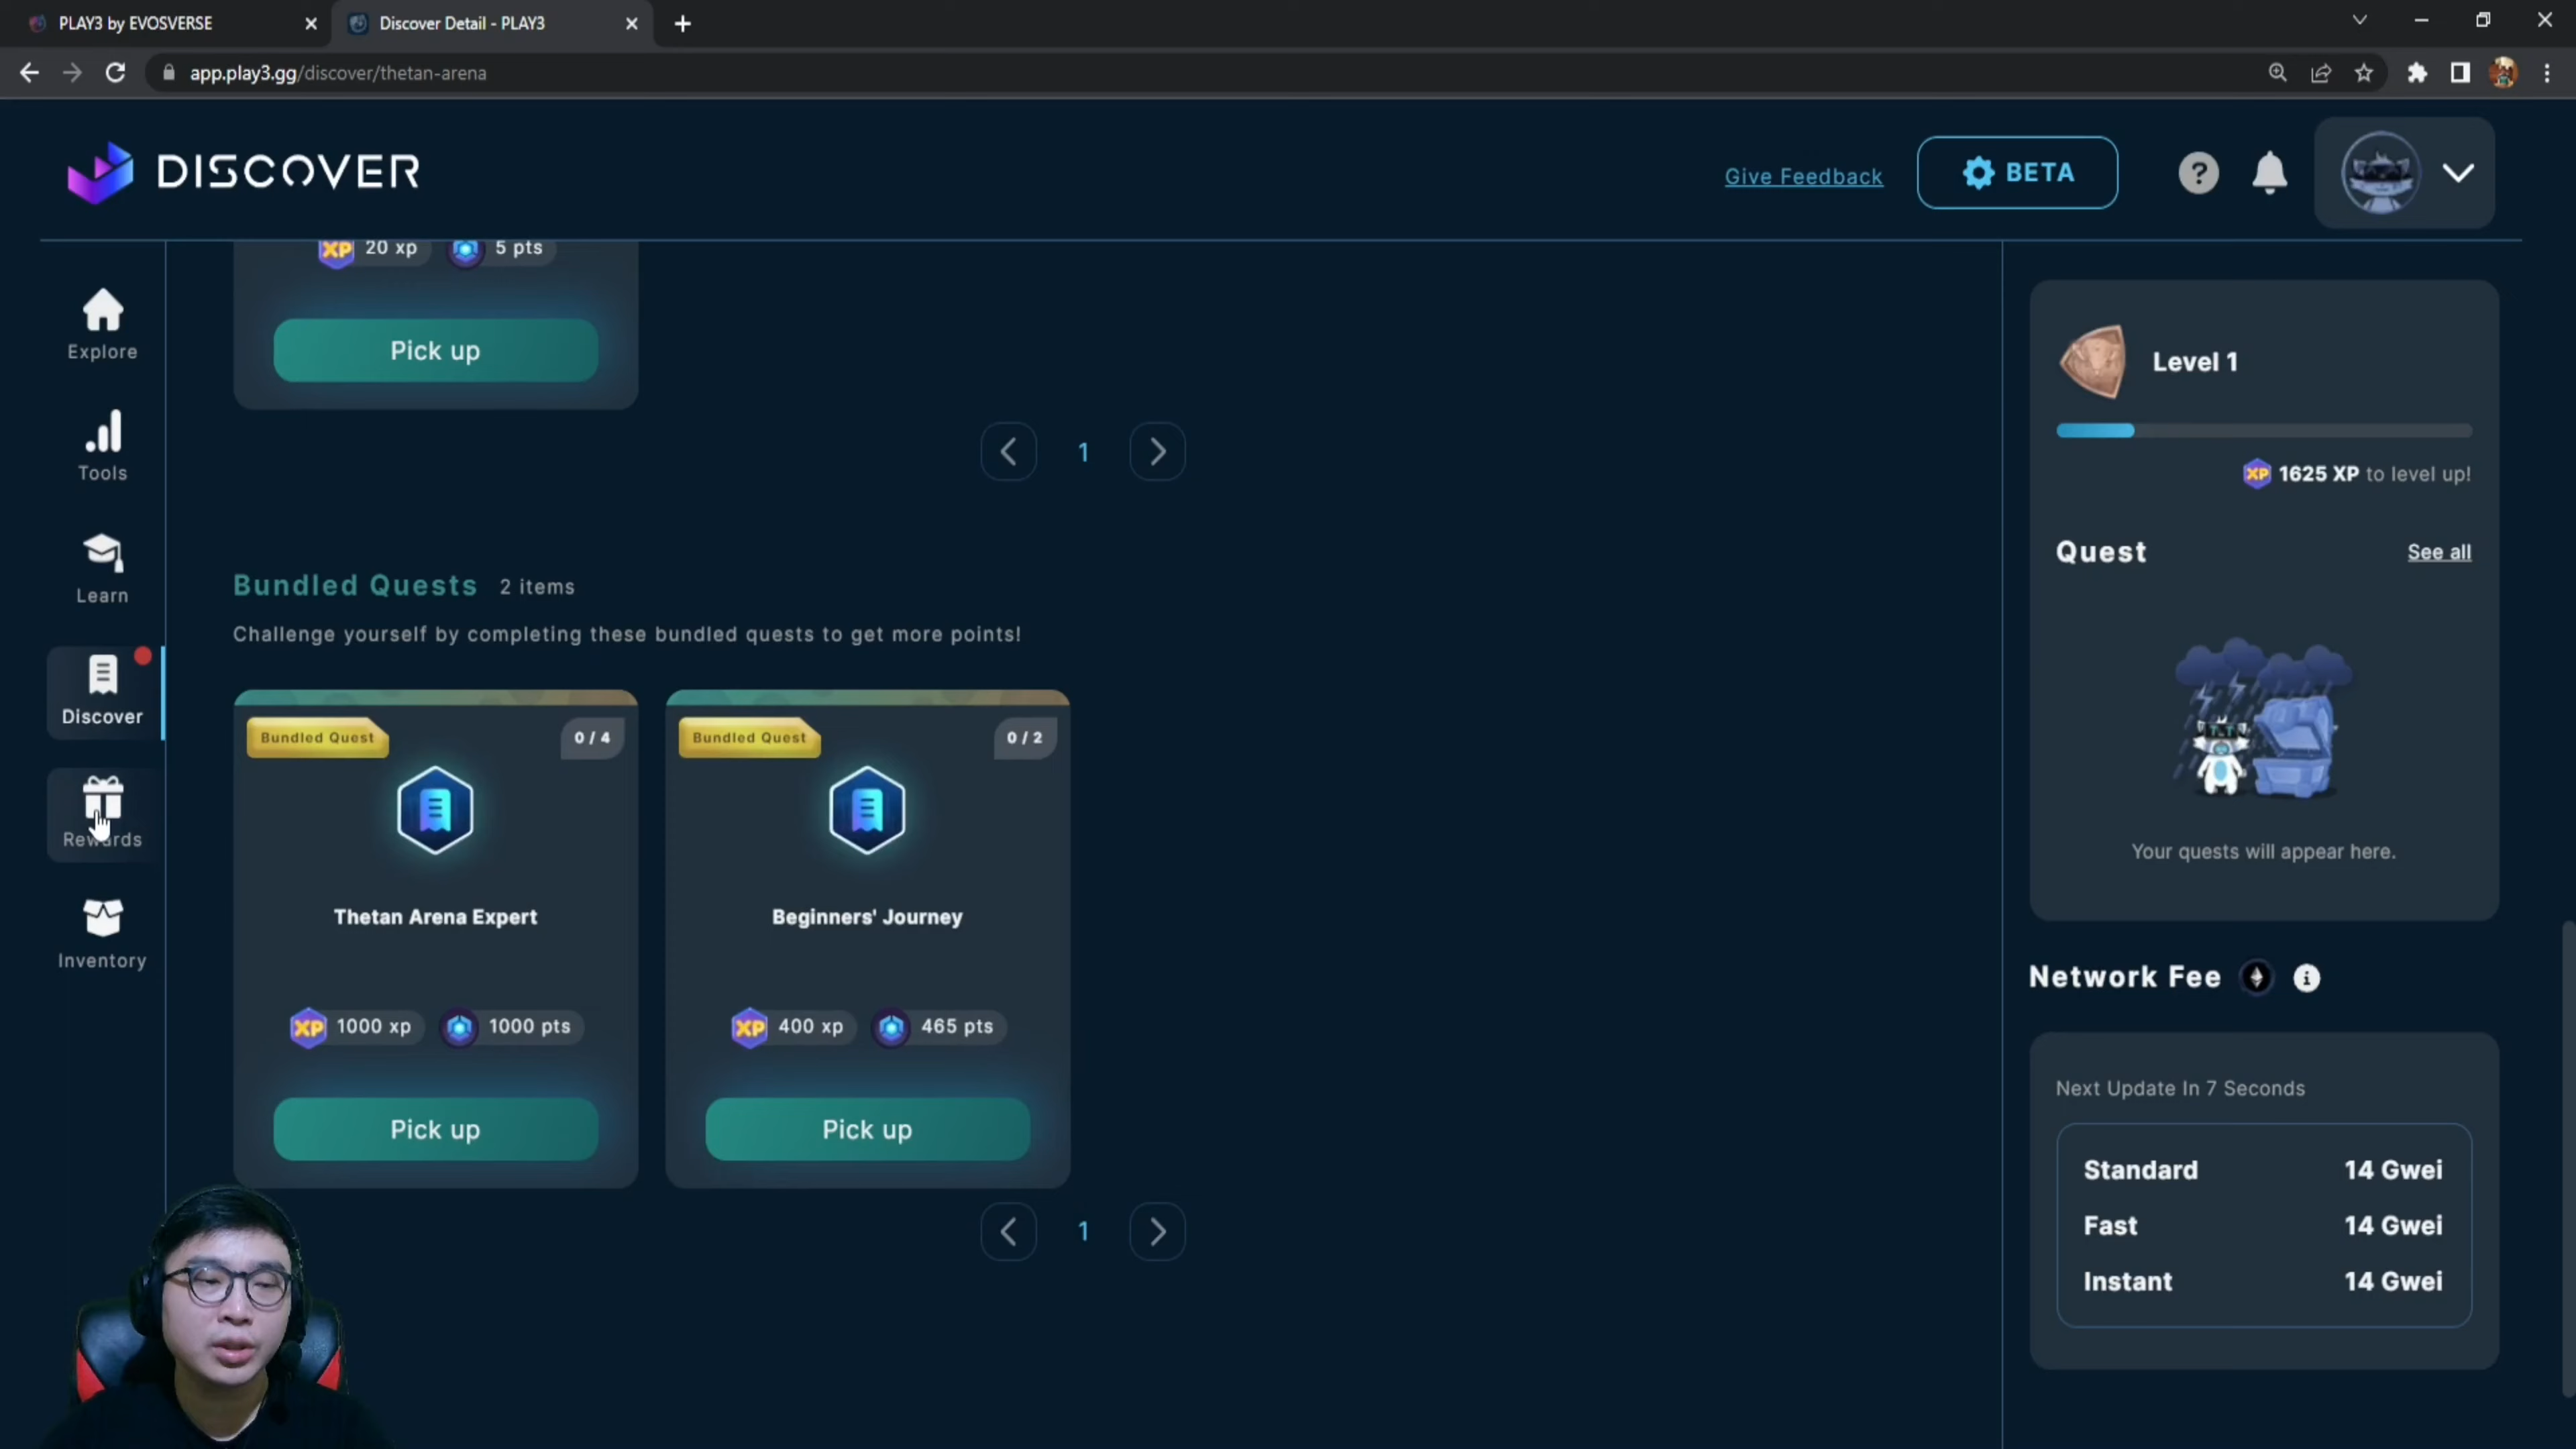 PLAY3 by EVOSVERSE
Discover Detail - PLAY3
app.play3.gg/discover/thetan-arena
DISCOVER
Give Feedback
BETA
?
Explore
Tools
Learn
Discover
Rewards
Inventory
XP 20 xp 5 pts
Pick up
1
Bundled Quests 2 items
Challenge yourself by completing these bundled quests to get more points!
Bundled Quest 0 / 4
Thetan Arena Expert
XP 1000 xp 1000 pts
Pick up
Bundled Quest 0 / 2
Beginners' Journey
XP 400 xp 465 pts
Pick up
1
Level 1
XP 1625 XP to level up!
Quest See all
Your quests will appear here.
Network Fee
Next Update In 7 Seconds
Standard 14 Gwei
Fast 14 Gwei
Instant 14 Gwei